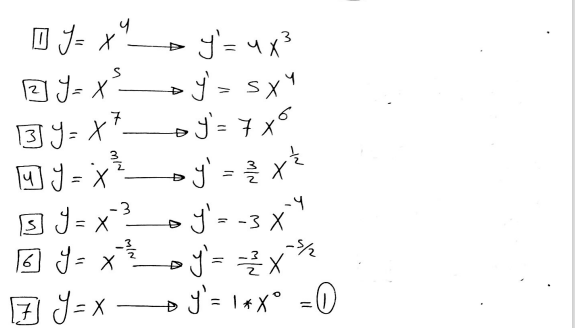 1 y = x^4 → y' = 4x^3
2 y = x^5 → y' = 5x^4
3 y = x^7 → y' = 7x^6
4 y = x^(3/2) → y' = 3/2 x^(1/2)
5 y = x^-3 → y' = -3x^-4
6 y = x^(-3/2) → y' = -3/2 x^(-5/2)
7 y = x → y' = 1*x^0 = 1